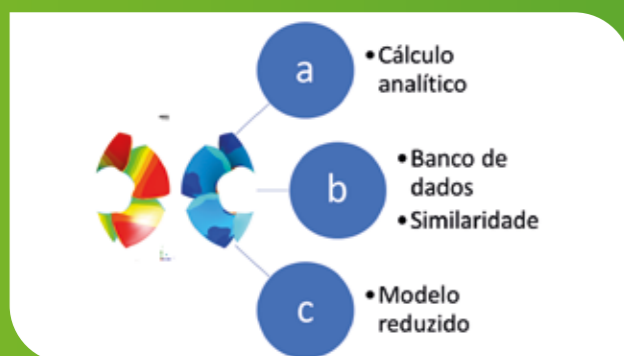 a
• Cálculo
analítico
b
• Banco de
dados
• Similaridade
c
• Modelo
reduzido